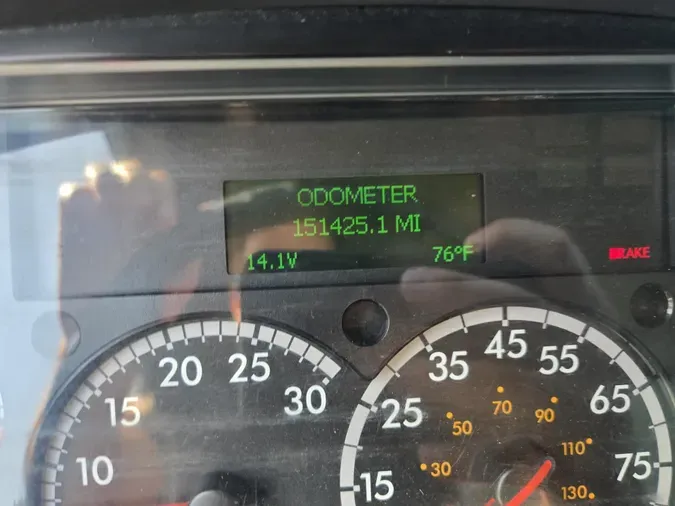 ODOMETER
151425.1 MI
14.1V 76°F
BRAKE
10 15 20 25 30
15 25 35 45 55 65 75
30 50 70 90 110 130